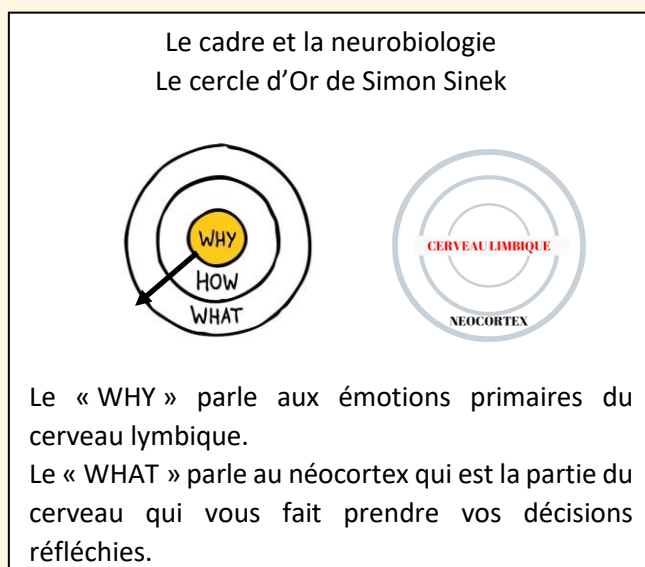 Le cadre et la neurobiologie
Le cercle d’Or de Simon Sinek
WHY
HOW
WHAT
CERVEAU LIMBIQUE
NEOCORTEX
Le « WHY » parle aux émotions primaires du
cerveau lymbique.
Le « WHAT » parle au néocortex qui est la partie du
cerveau qui vous fait prendre vos décisions
réfléchies.